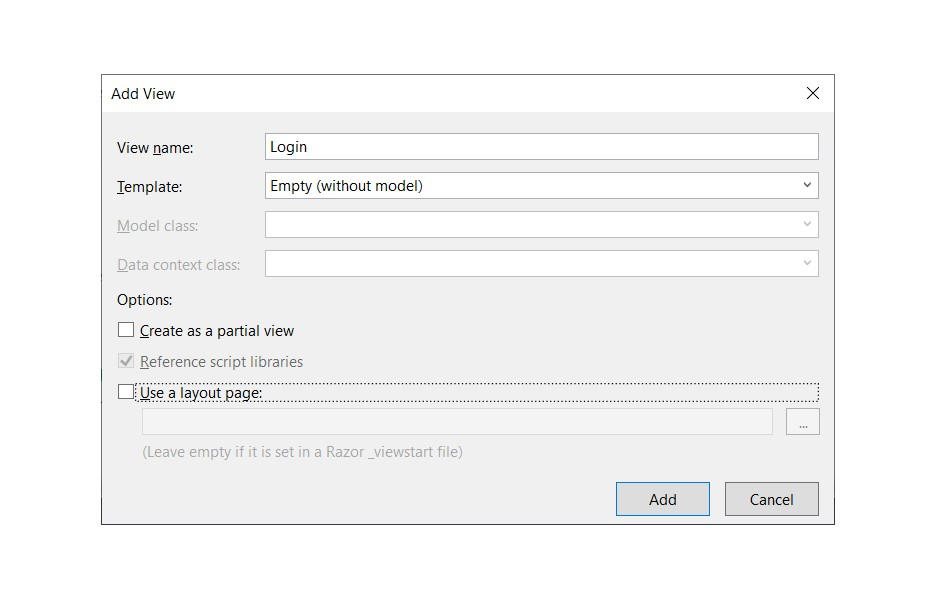 Add View
View name: Login
Template: Empty (without model)
Model class:
Data context class:
Options:
Create as a partial view
Reference script libraries
Use a layout page:
...
(Leave empty if it is set in a Razor _viewstart file)
Add Cancel